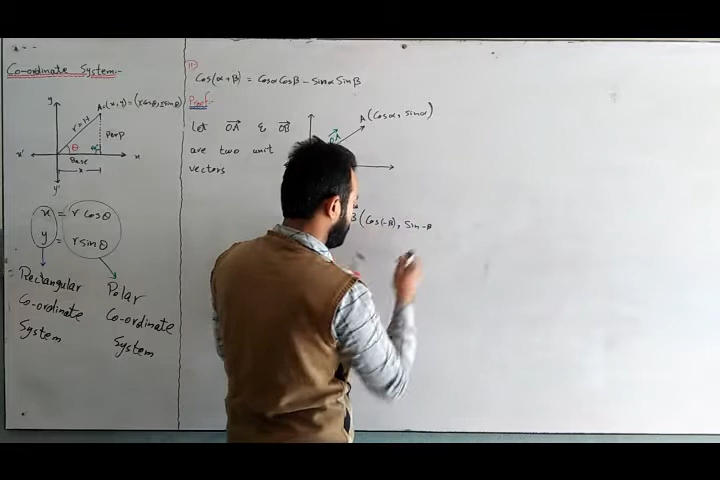 Co-ordinate System:-
y
A=(x,y)=(rcosθ, rsinθ)
r=H
Perp
θ
90
x'
x
Base
x
y'
x = r cosθ
y = r sinθ
Rectangular
Co-ordinate
System
Polar
Co-ordinate
System
Cos(α+β) = Cosα Cosβ - Sinα Sinβ
Proof:
Let OA & OB
are two unit
vectors
A (Cosα, Sinα)
B (Cos(-β), Sin-β